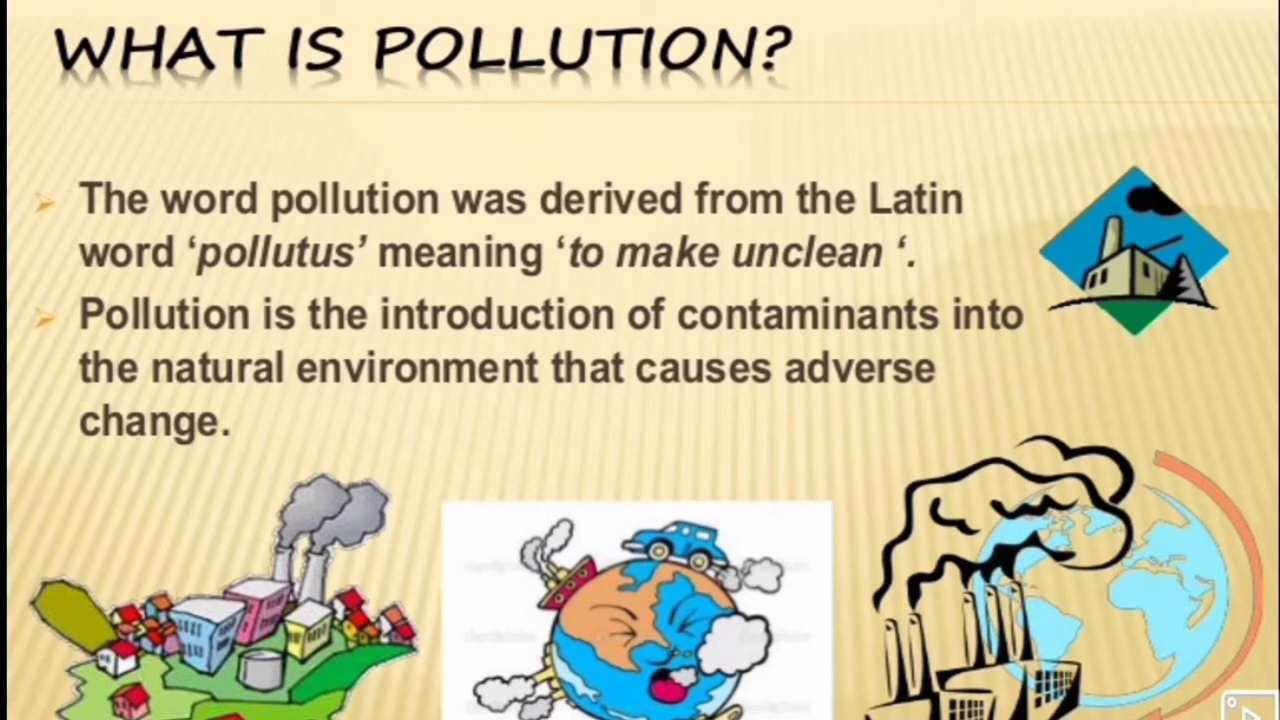 WHAT IS POLLUTION?
The word pollution was derived from the Latin
word ‘pollutus’ meaning ‘to make unclean ‘.
Pollution is the introduction of contaminants into
the natural environment that causes adverse
change.